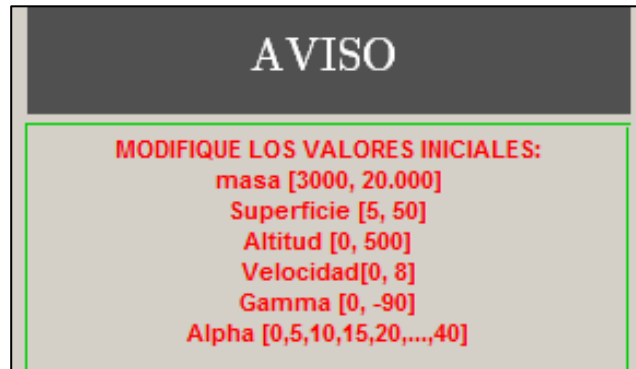 AVISO
MODIFIQUE LOS VALORES INICIALES:
masa [3000, 20.000]
Superficie [5, 50]
Altitud [0, 500]
Velocidad[0, 8]
Gamma [0, -90]
Alpha [0,5,10,15,20,...,40]